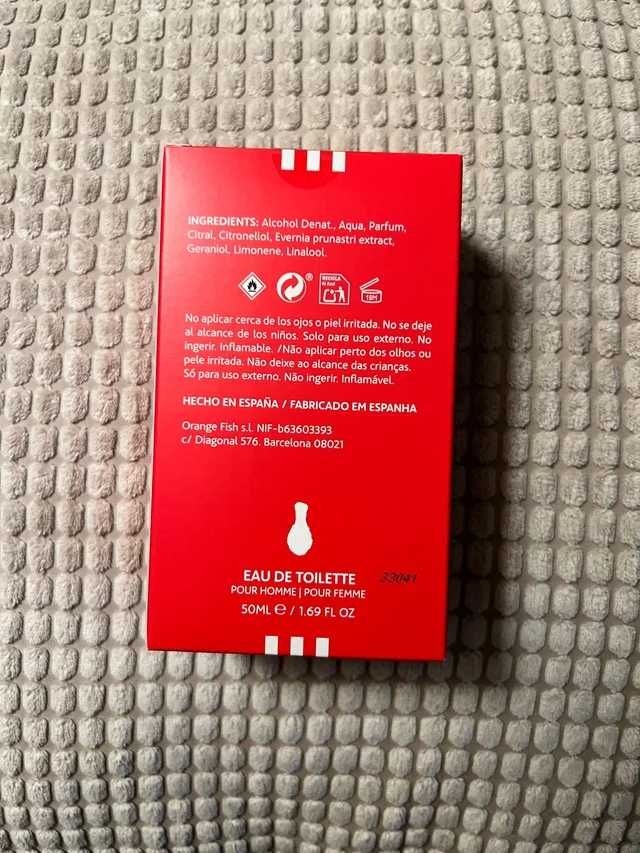 INGREDIENTS: Alcohol Denat., Aqua, Parfum,
Citral, Citronellol, Evernia prunastri extract,
Geraniol, Limonene, Linalool.
®
RECICLA
Al Azul
18M
No aplicar cerca de los ojos o piel irritada. No se deje
al alcance de los niños. Solo para uso externo. No
ingerir. Inflamable. /Não aplicar perto dos olhos ou
pele irritada. Não deixe ao alcance das crianças.
Só para uso externo. Não ingerir. Inflamável.
HECHO EN ESPAÑA / FABRICADO EM ESPANHA
Orange Fish s.l. NIF-b63603393
c/ Diagonal 576. Barcelona 08021
EAU DE TOILETTE
33041
POUR HOMME | POUR FEMME
50ML ℮ / 1.69 FL OZ